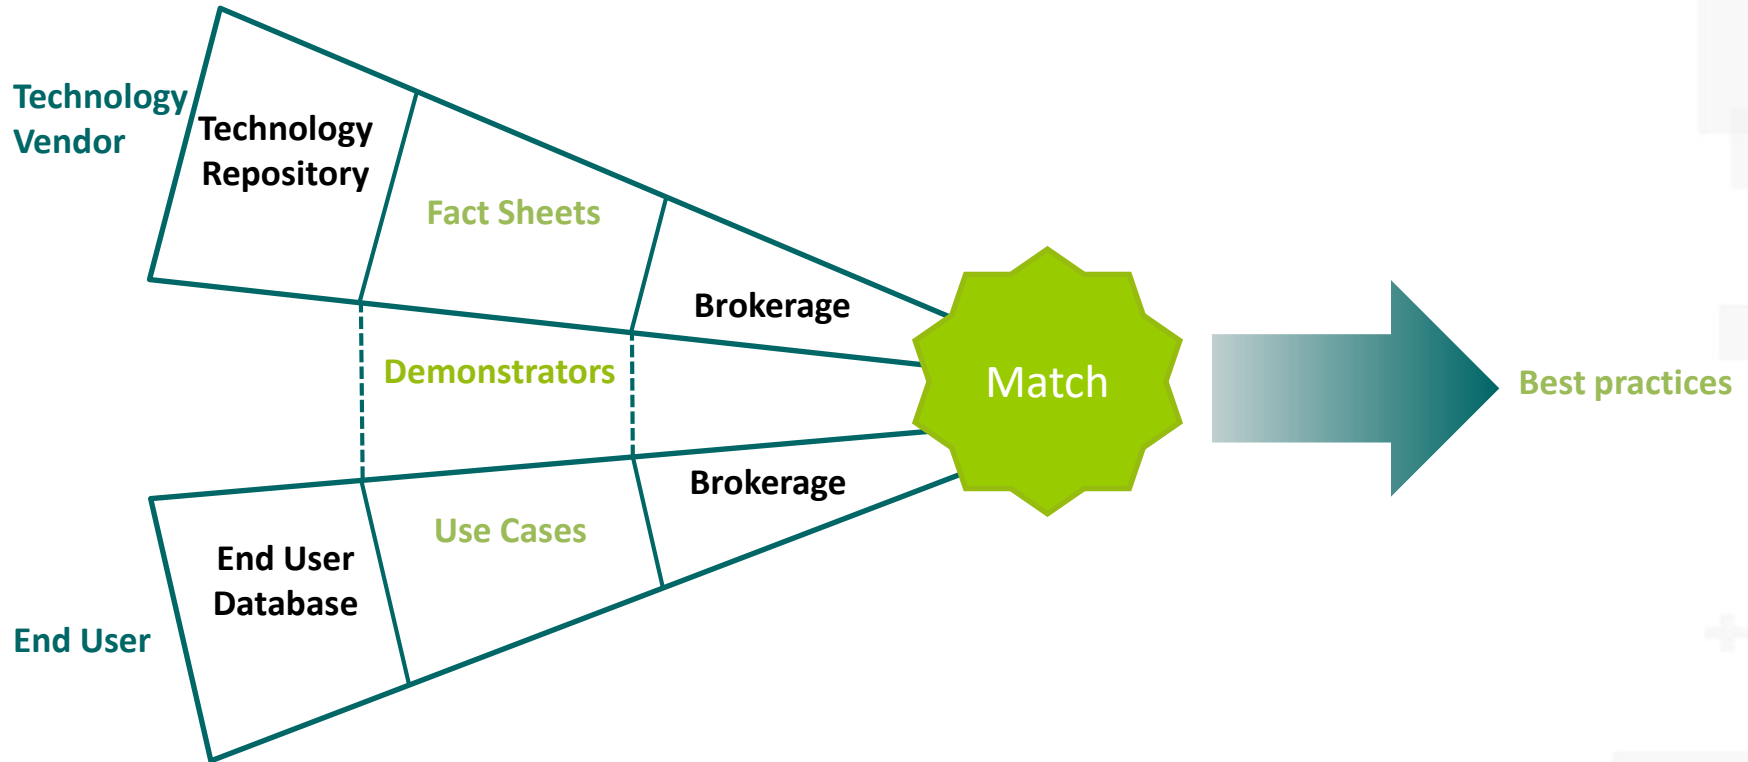 Technology
Vendor
Technology
Repository
Fact Sheets
Brokerage
Demonstrators
Match
Best practices
Brokerage
Use Cases
End User
Database
End User